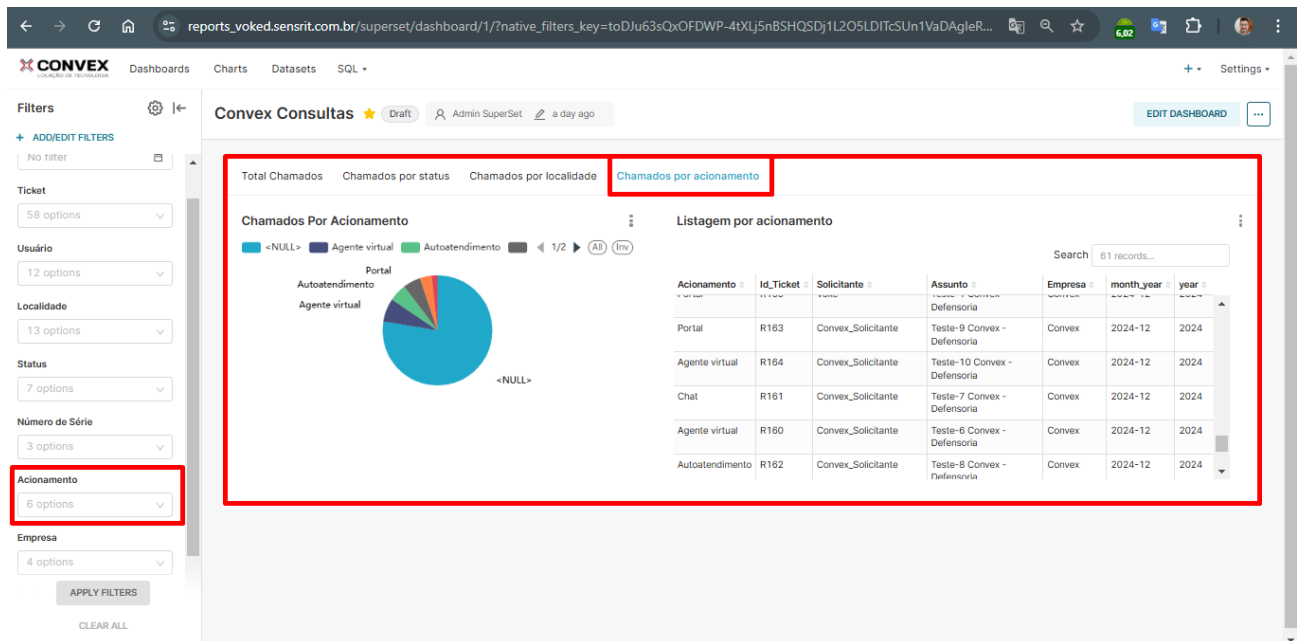 reports_voked.sensrit.com.br/superset/dashboard/1/?native_filters_key=toDJu63sQxOFDWP-4tXLj5nBSHQSDj1L2O5LDITcSUn1VaDAgIeR...
6,02
CONVEX
LOCAÇÃO DE TECNOLOGIA
Dashboards Charts Datasets SQL
+ Settings
Filters
+ ADD/EDIT FILTERS
No filter
Ticket
58 options
Usuário
12 options
Localidade
13 options
Status
7 options
Número de Série
3 options
Acionamento
6 options
Empresa
4 options
APPLY FILTERS
CLEAR ALL
Convex Consultas Draft Admin SuperSet a day ago
EDIT DASHBOARD ...
Total Chamados Chamados por status Chamados por localidade Chamados por acionamento
Chamados Por Acionamento
<NULL> Agente virtual Autoatendimento 1/2 All Inv
Portal
Autoatendimento
Agente virtual
<NULL>
Listagem por acionamento
Search 61 records...
Acionamento Id_Ticket Solicitante Assunto Empresa month_year year
Defensoria
Portal R163 Convex_Solicitante Teste-9 Convex - Convex 2024-12 2024
Defensoria
Agente virtual R164 Convex_Solicitante Teste-10 Convex - Convex 2024-12 2024
Defensoria
Chat R161 Convex_Solicitante Teste-7 Convex - Convex 2024-12 2024
Defensoria
Agente virtual R160 Convex_Solicitante Teste-6 Convex - Convex 2024-12 2024
Defensoria
Autoatendimento R162 Convex_Solicitante Teste-8 Convex - Convex 2024-12 2024
Defensoria